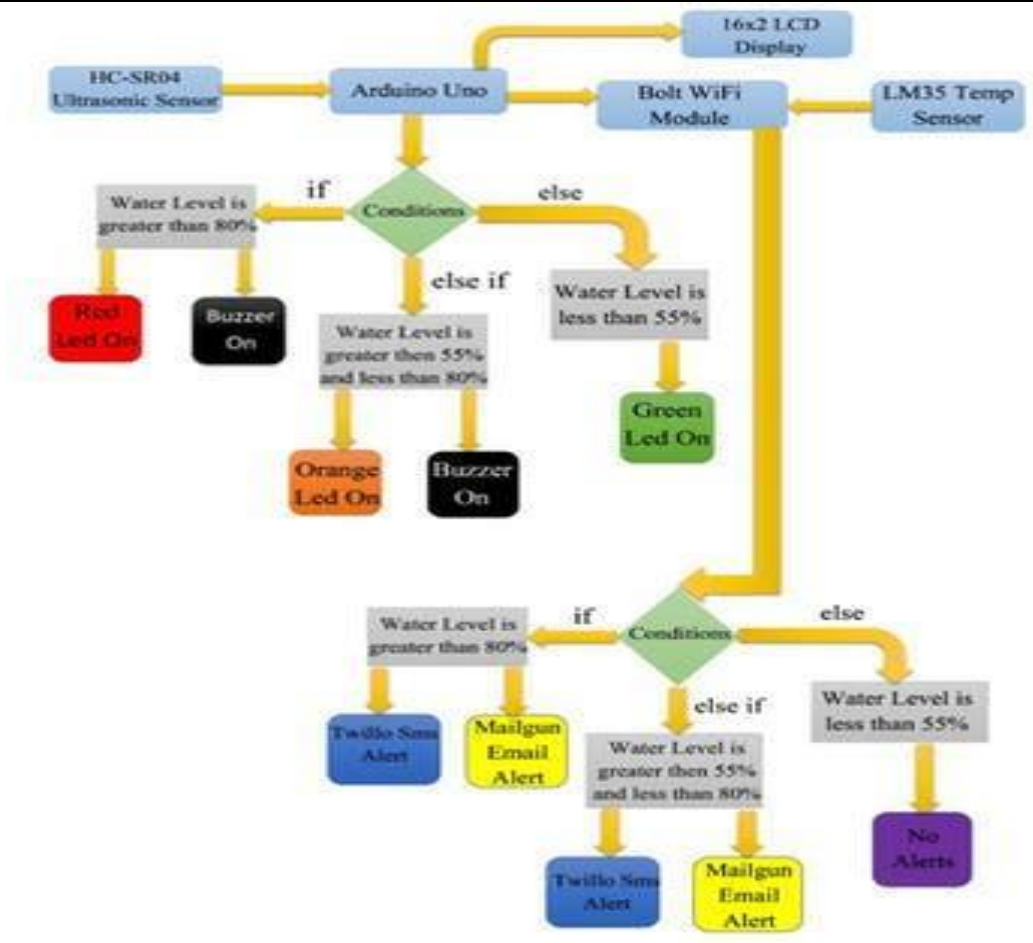 16x2 LCD
Display
HC-SR04
Ultrasonic Sensor
Arduino Uno
Bolt WiFi
Module
LM35 Temp
Sensor
if
Conditions
else
Water Level is
greater than 80%
else if
Water Level is
less than 55%
Red
Led On
Buzzer
On
Water Level is
greater then 55%
and less than 80%
Green
Led On
Orange
Led On
Buzzer
On
if
Conditions
else
Water Level is
greater than 80%
else if
Water Level is
less than 55%
Twillo Sms
Alert
Mailgun
Email
Alert
Water Level is
greater then 55%
and less than 80%
No
Alerts
Twillo Sms
Alert
Mailgun
Email
Alert